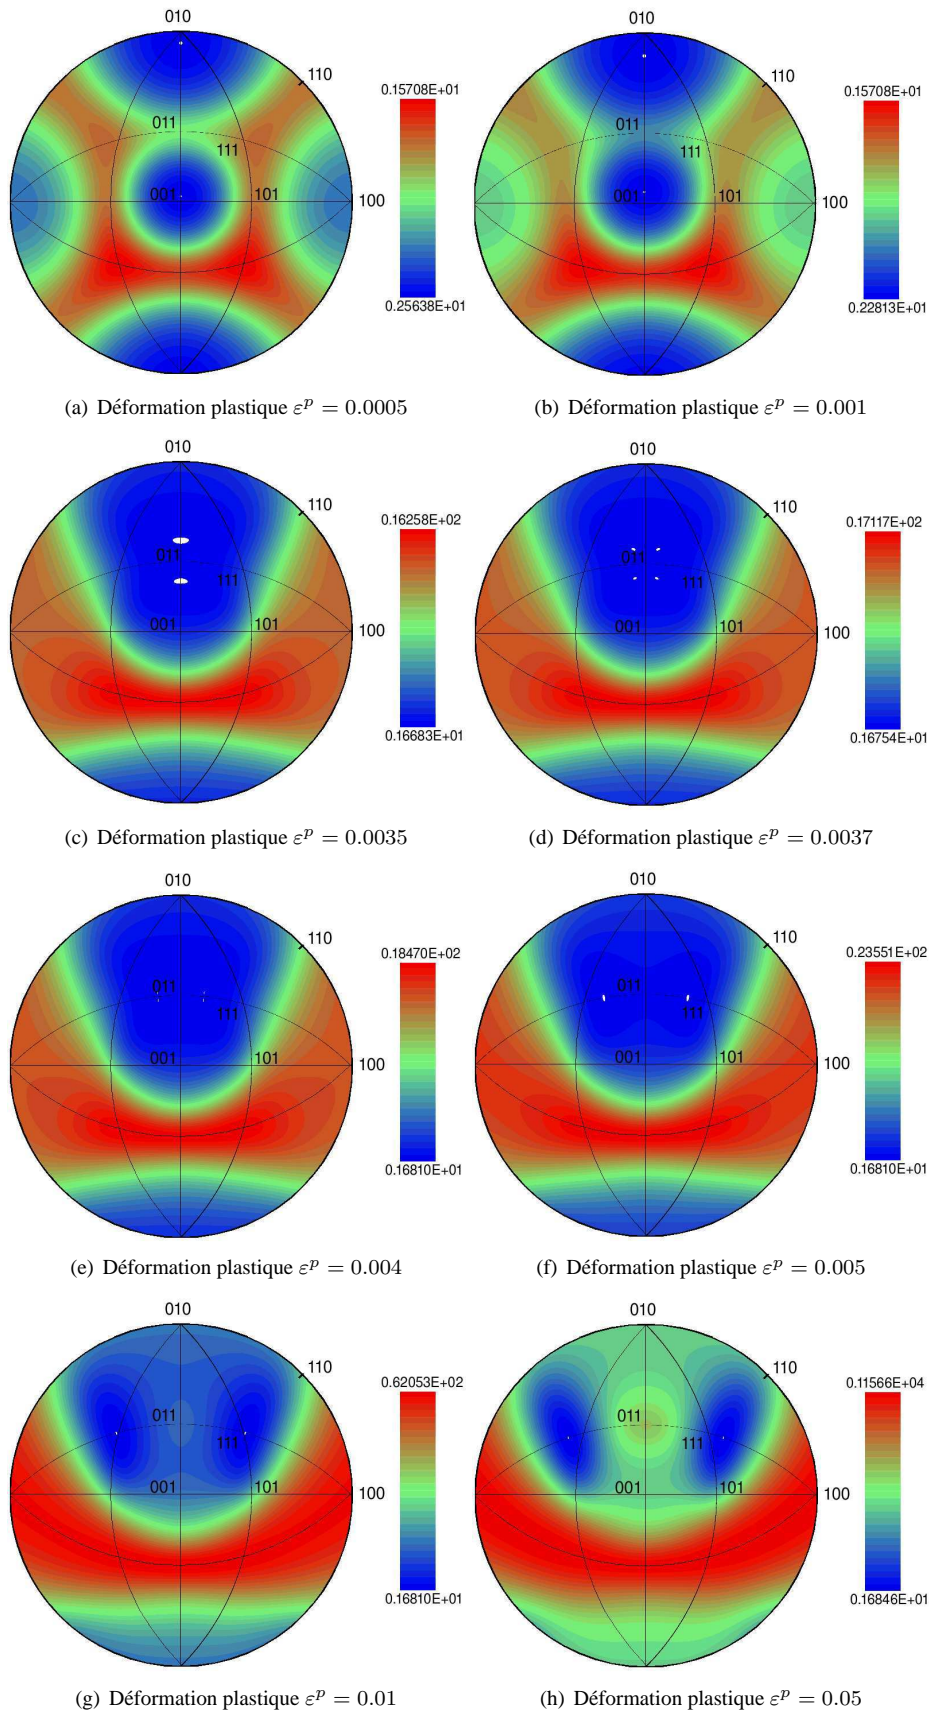 010
110
0.15708E+01
011
111
001
101
100
0.25638E+01
(a) Déformation plastique εᵖ = 0.0005
010
110
0.15708E+01
011
111
001
101
100
0.22813E+01
(b) Déformation plastique εᵖ = 0.001
010
110
0.16258E+02
011
111
001
101
100
0.16683E+01
(c) Déformation plastique εᵖ = 0.0035
010
110
0.17117E+02
011
111
001
101
100
0.16754E+01
(d) Déformation plastique εᵖ = 0.0037
010
110
0.18470E+02
011
111
001
101
100
0.16810E+01
(e) Déformation plastique εᵖ = 0.004
010
110
0.23551E+02
011
111
001
101
100
0.16810E+01
(f) Déformation plastique εᵖ = 0.005
010
110
0.62053E+02
011
111
001
101
100
0.16810E+01
(g) Déformation plastique εᵖ = 0.01
010
110
0.11566E+04
011
111
001
101
100
0.16846E+01
(h) Déformation plastique εᵖ = 0.05